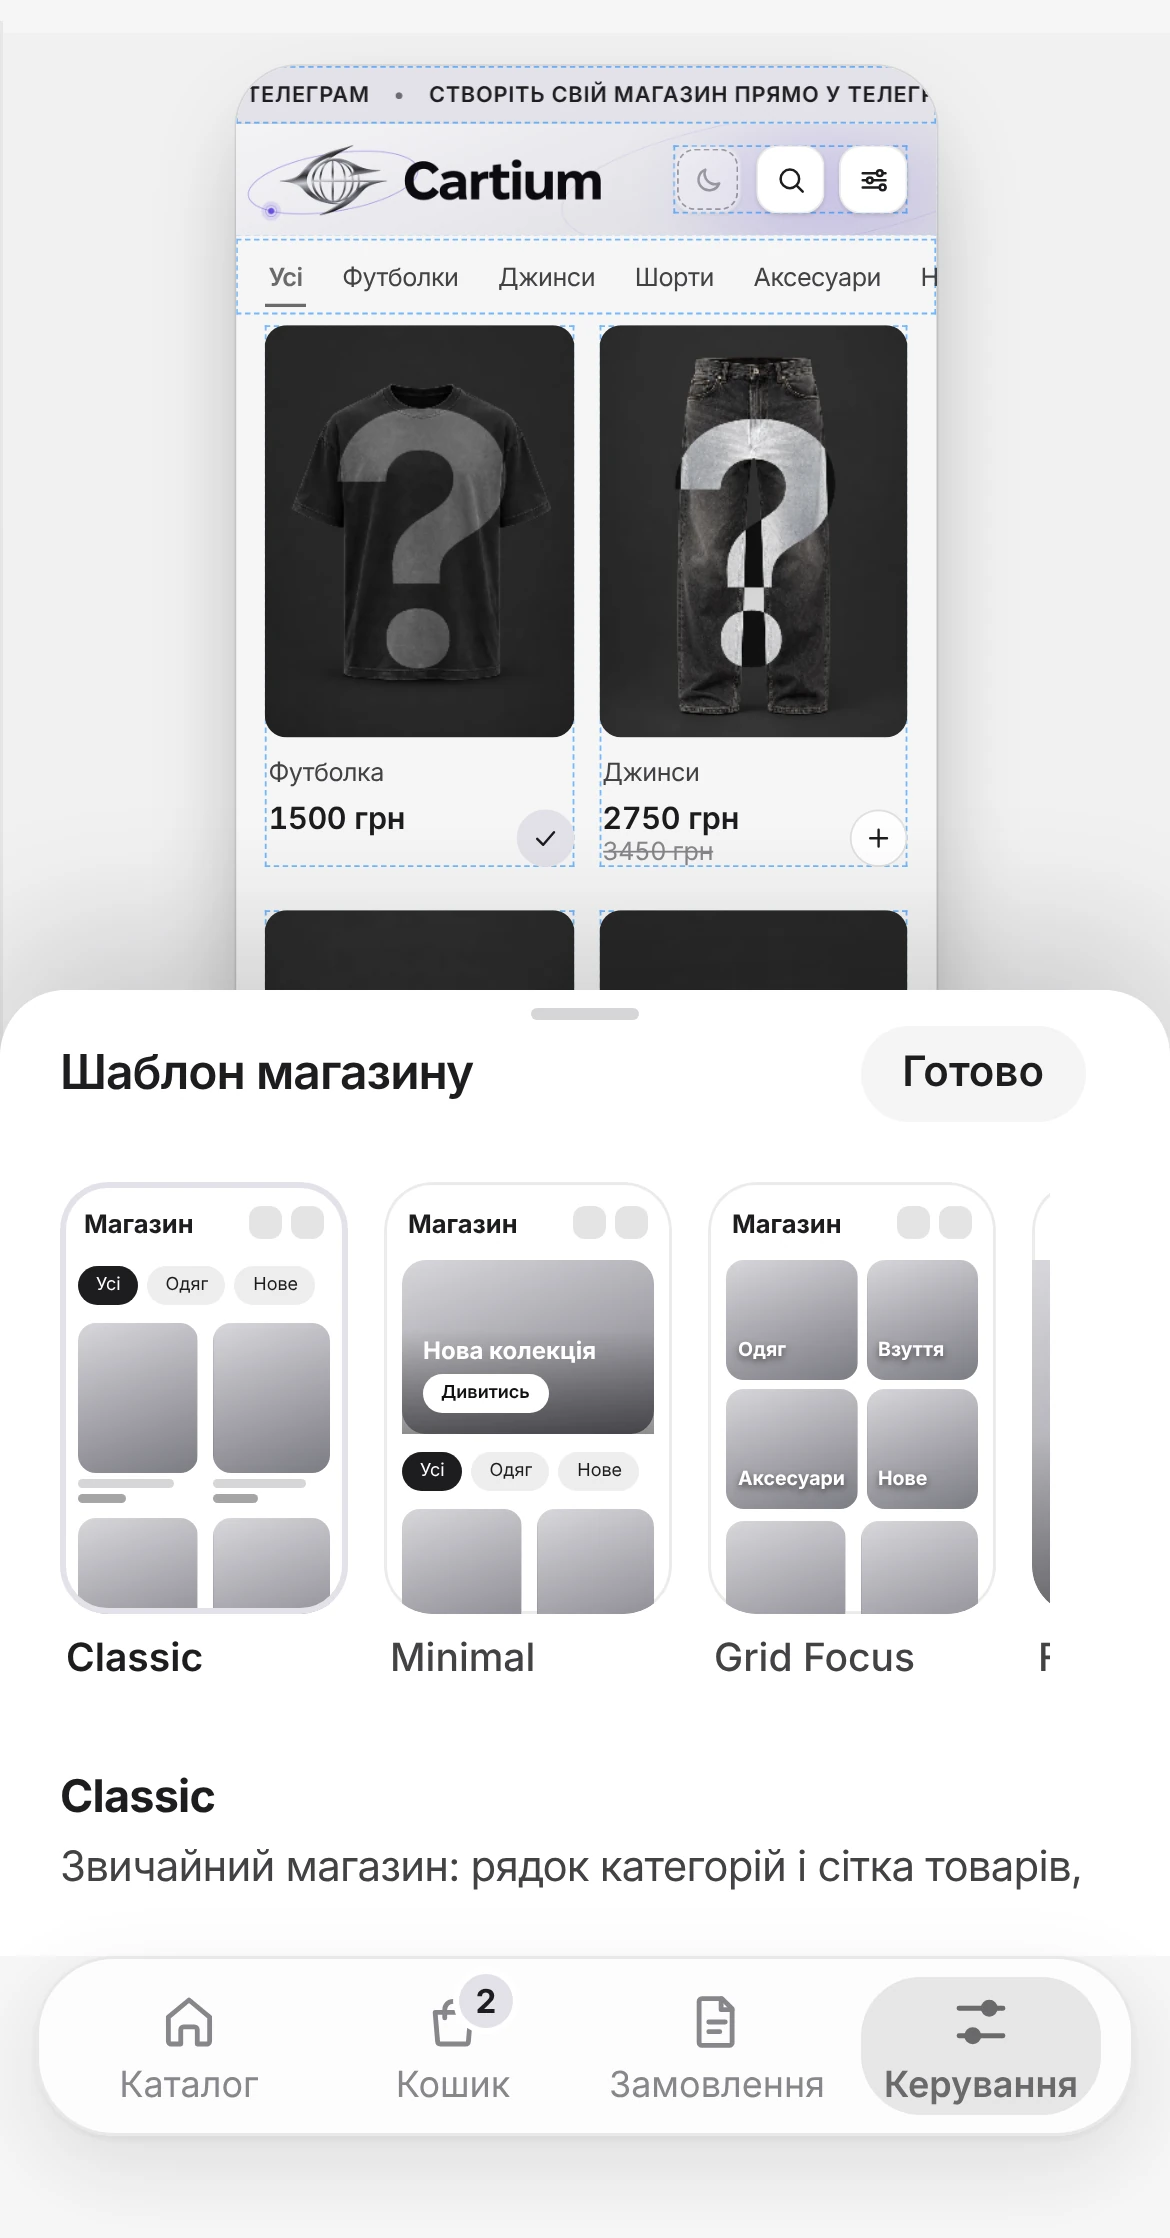 ТЕЛЕГРАМ • СТВОРІТЬ СВІЙ МАГАЗИН ПРЯМО У ТЕЛЕГР
Cartium
Усі Футболки Джинси Шорти Аксесуари Н
Футболка Джинси
1500 грн 2750 грн
3450 грн
Шаблон магазину Готово
Магазин Магазин Магазин
Усі Одяг Нове
Нова колекція Одяг Взуття
Дивитись
Усі Одяг Нове Аксесуари Нове
Classic Minimal Grid Focus
Classic
Звичайний магазин: рядок категорій і сітка товарів,
2
Каталог Кошик Замовлення Керування